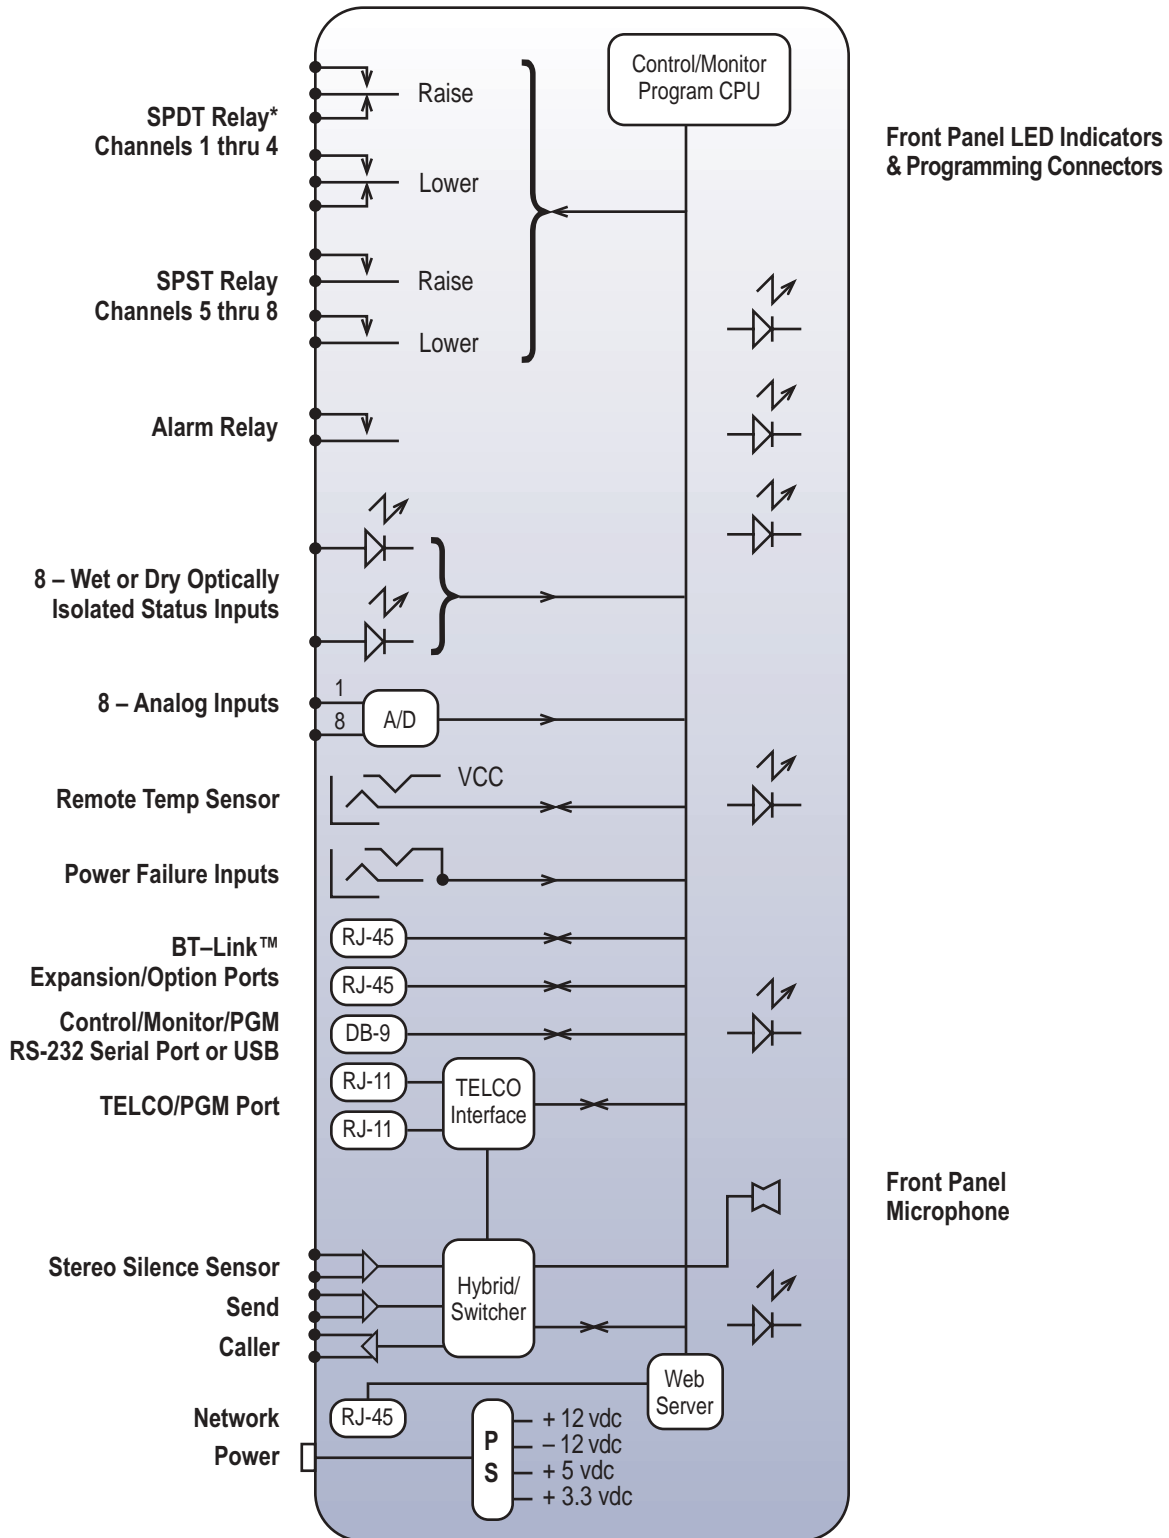 Control/Monitor
Program CPU
SPDT Relay*
Channels 1 thru 4
Raise
Lower
Front Panel LED Indicators
& Programming Connectors
SPST Relay
Channels 5 thru 8
Raise
Lower
Alarm Relay
8 – Wet or Dry Optically
Isolated Status Inputs
8 – Analog Inputs
1
8
A/D
Remote Temp Sensor
VCC
Power Failure Inputs
BT–Link™
Expansion/Option Ports
RJ-45
RJ-45
Control/Monitor/PGM
RS-232 Serial Port or USB
DB-9
TELCO/PGM Port
RJ-11
RJ-11
TELCO
Interface
Front Panel
Microphone
Stereo Silence Sensor
Send
Caller
Hybrid/
Switcher
Web
Server
Network
RJ-45
Power
P
S
+ 12 vdc
– 12 vdc
+ 5 vdc
+ 3.3 vdc